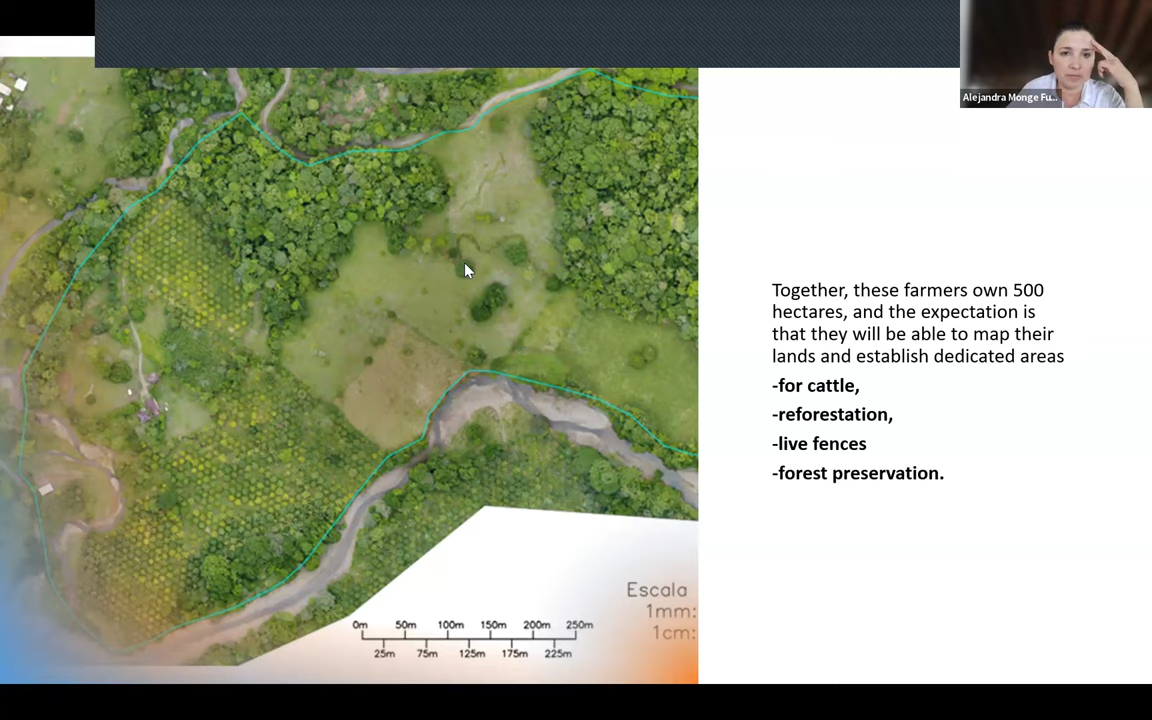 Alejandra Monge Fu...
Together, these farmers own 500
hectares, and the expectation is
that they will be able to map their
lands and establish dedicated areas
-for cattle,
-reforestation,
-live fences
-forest preservation.
Escala
1mm:
1cm:
0m 50m 100m 150m 200m 250m
25m 75m 125m 175m 225m